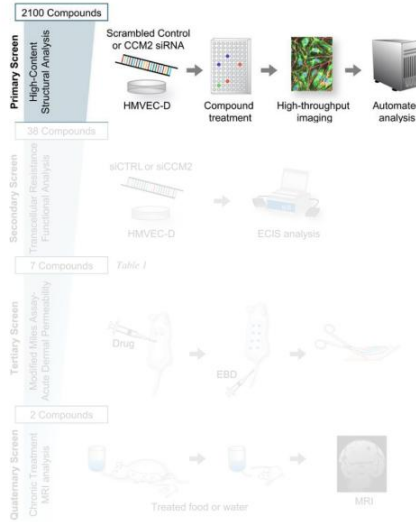 2100 Compounds
Primary Screen
High-Content
Structural Analysis
Scrambled Control
or CCM2 siRNA
HMVEC-D
Compound
treatment
High-throughput
imaging
Automate
analysis
38 Compounds
Secondary Screen
Transcellular Resistance
Functional Analysis
siCTRL or siCCM2
HMVEC-D
ECIS analysis
7 Compounds
Table 1
Tertiary Screen
Modified Miles Assay-
Acute Dermal Permeability
Drug
EBD
2 Compounds
Quaternary Screen
Chronic Treatment
MRI analysis
Treated food or water
MRI